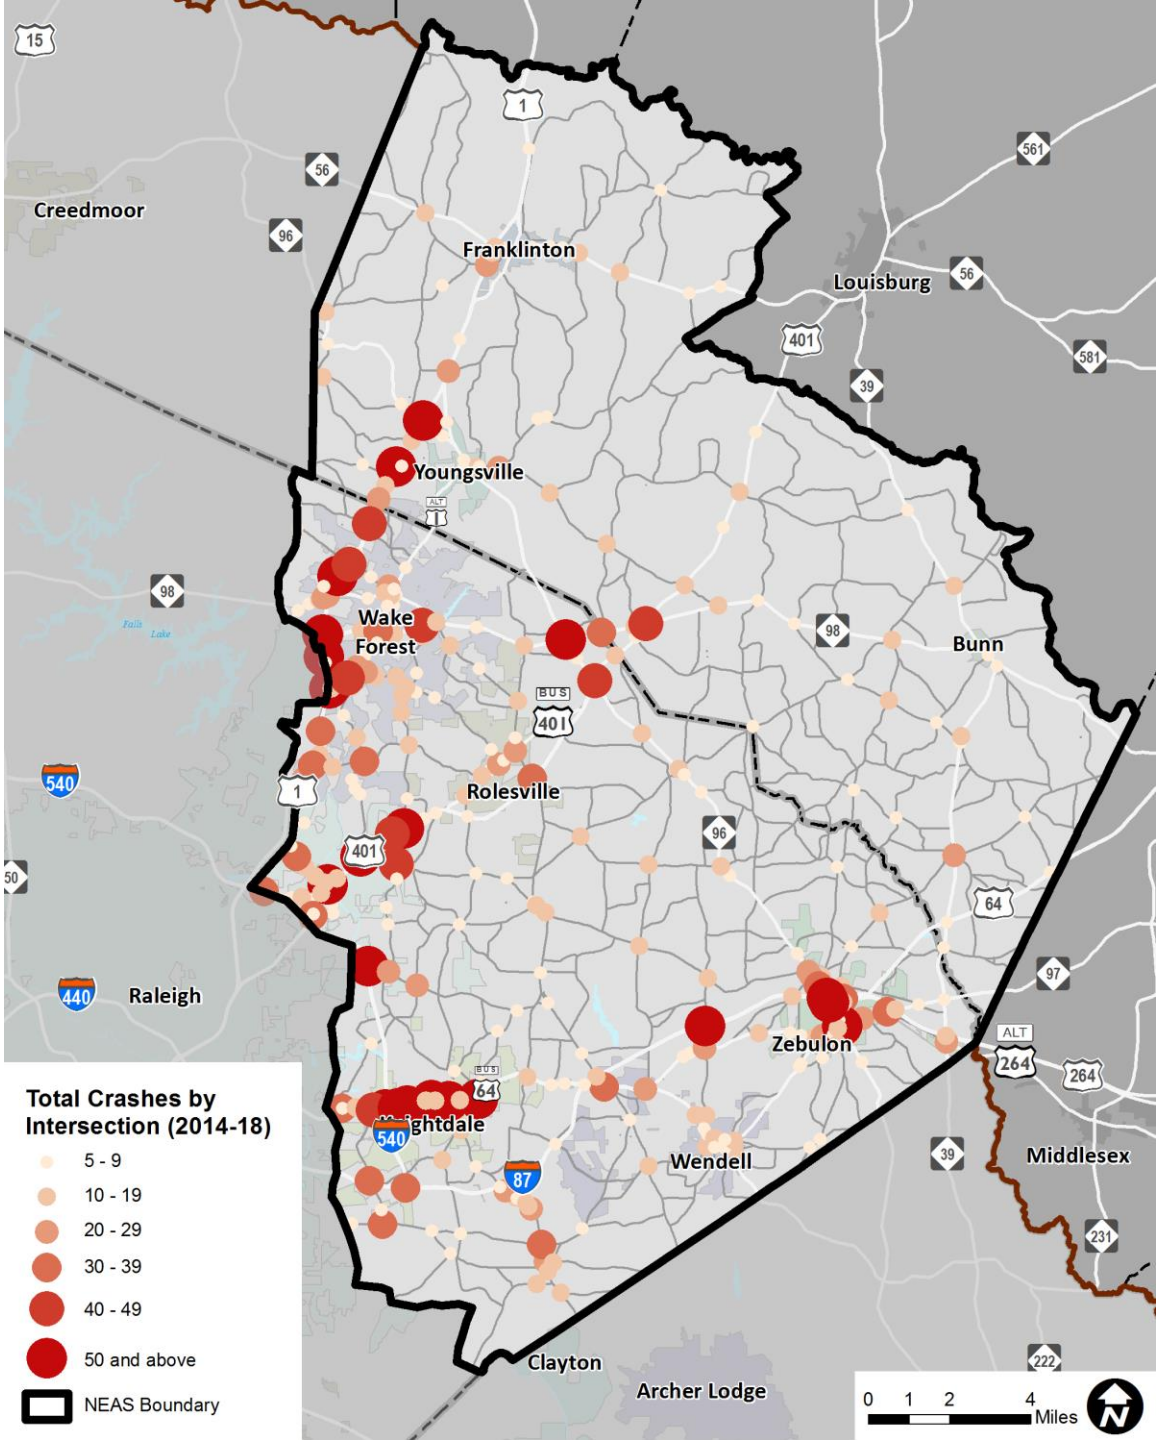 15
1
56
561
Creedmoor
96
Franklinton
Louisburg
56
401
581
39
Youngsville
ALT
1
98
Falls
Lake
Wake
Forest
98
Bunn
BUS
401
540
1
Rolesville
96
401
50
64
440
Raleigh
97
Zebulon
ALT
264
264
BUS
64
Knightdale
540
Wendell
87
39
Middlesex
231
Clayton
222
Archer Lodge
Total Crashes by
Intersection (2014-18)
5 - 9
10 - 19
20 - 29
30 - 39
40 - 49
50 and above
NEAS Boundary
0 1 2 4
Miles
N